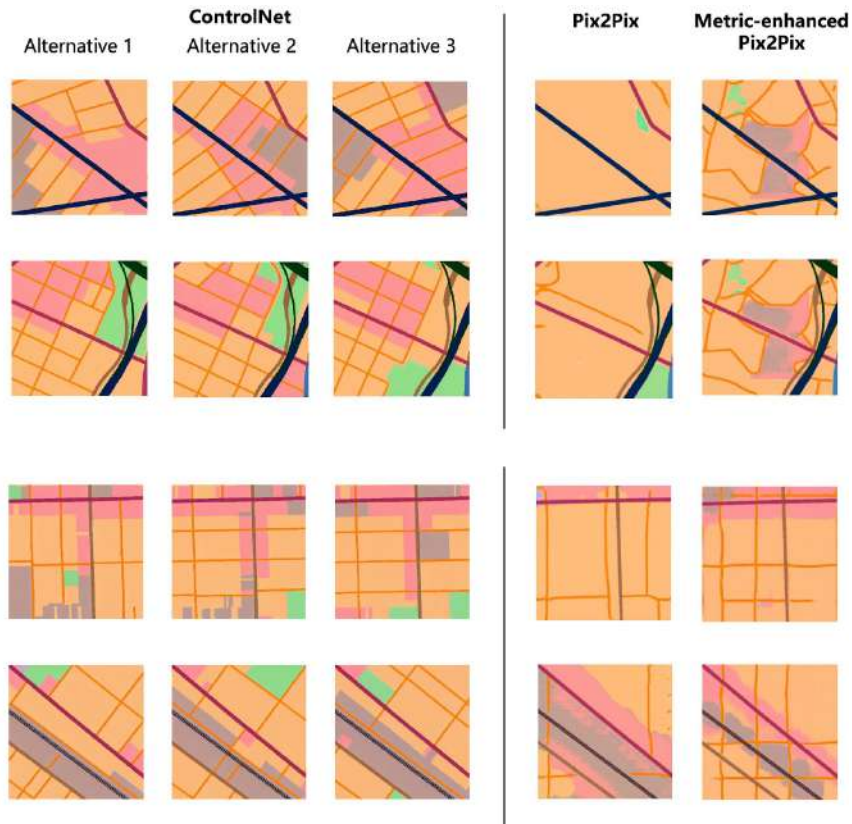 ControlNet
Alternative 1 Alternative 2 Alternative 3
Pix2Pix
Metric-enhanced
Pix2Pix